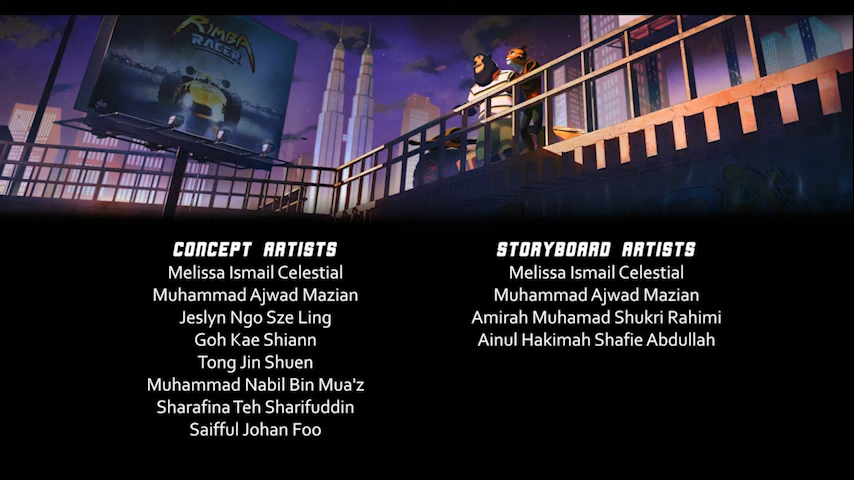 RIMBA
RACER
CONCEPT ARTISTS
Melissa Ismail Celestial
Muhammad Ajwad Mazian
Jeslyn Ngo Sze Ling
Goh Kae Shiann
Tong Jin Shuen
Muhammad Nabil Bin Mua'z
Sharafina Teh Sharifuddin
Saifful Johan Foo
STORYBOARD ARTISTS
Melissa Ismail Celestial
Muhammad Ajwad Mazian
Amirah Muhamad Shukri Rahimi
Ainul Hakimah Shafie Abdullah